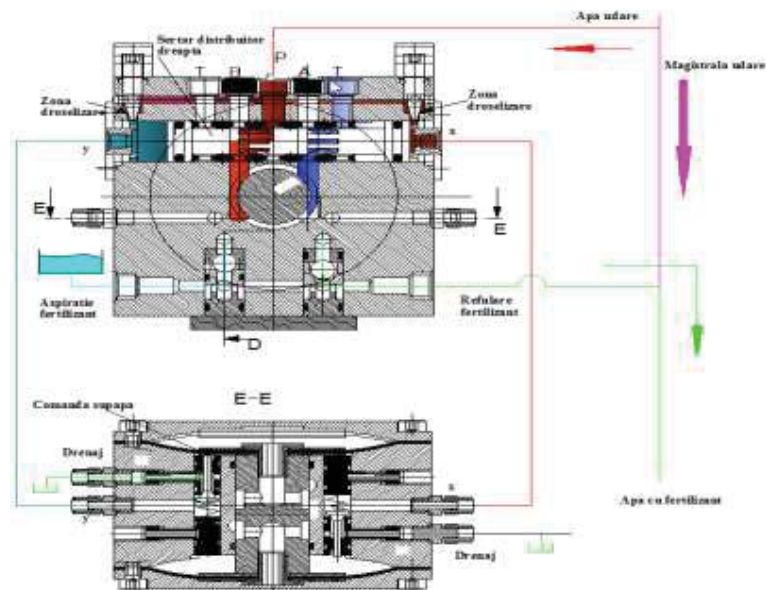 Apa udare
Sertar distribuitor
dreapta
P
Magistrala udare
T B A T
Zona
droselizare
Zona
droselizare
y
x
E
E
Aspiratie
fertilizant
Refulare
fertilizant
D
E-E
Comanda supapa
Drenaj
x
y
Apa cu fertilizant
Drenaj